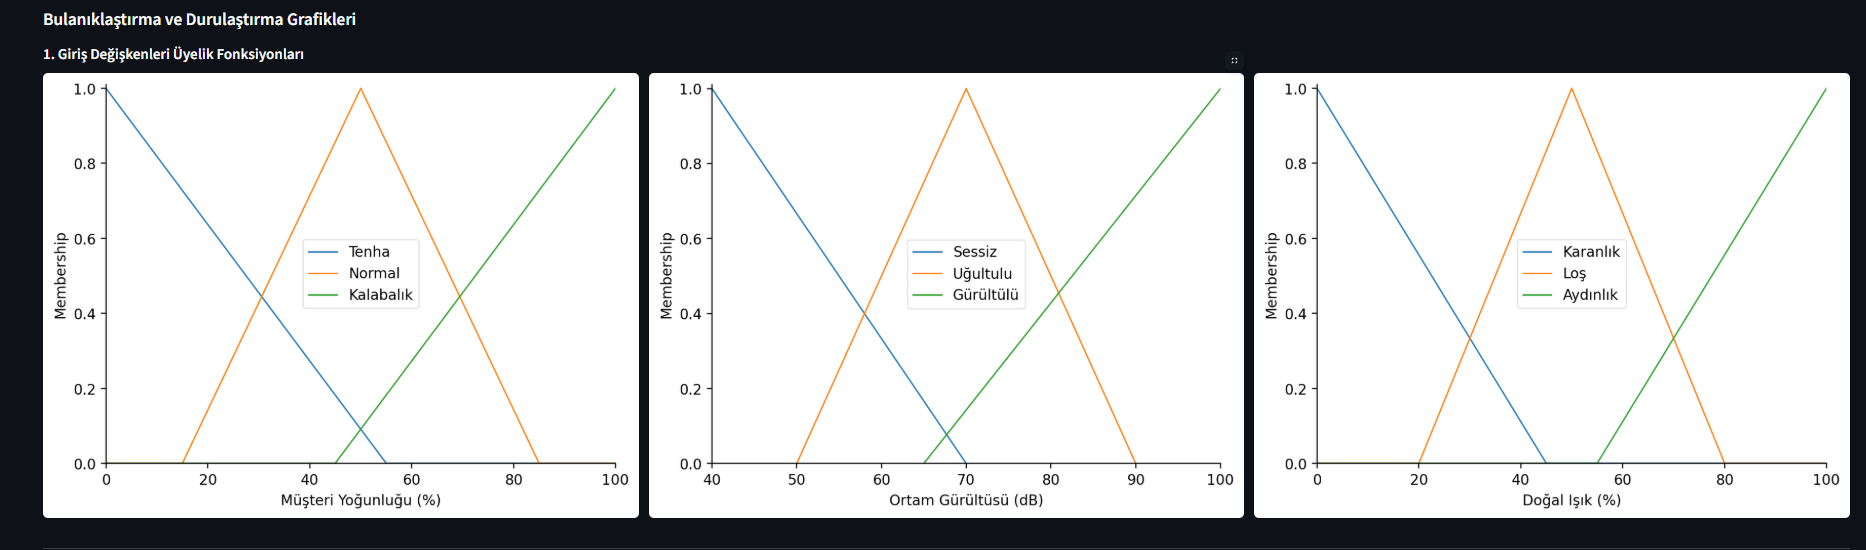 Bulanıklaştırma ve Durulaştırma Grafikleri
1. Giriş Değişkenleri Üyelik Fonksiyonları
1.0
0.8
0.6
0.4
0.2
0.0
Membership
Tenha
Normal
Kalabalık
0 20 40 60 80 100
Müşteri Yoğunluğu (%)
1.0
0.8
0.6
0.4
0.2
0.0
Membership
Sessiz
Uğultulu
Gürültülü
40 50 60 70 80 90 100
Ortam Gürültüsü (dB)
1.0
0.8
0.6
0.4
0.2
0.0
Membership
Karanlık
Loş
Aydınlık
0 20 40 60 80 100
Doğal Işık (%)